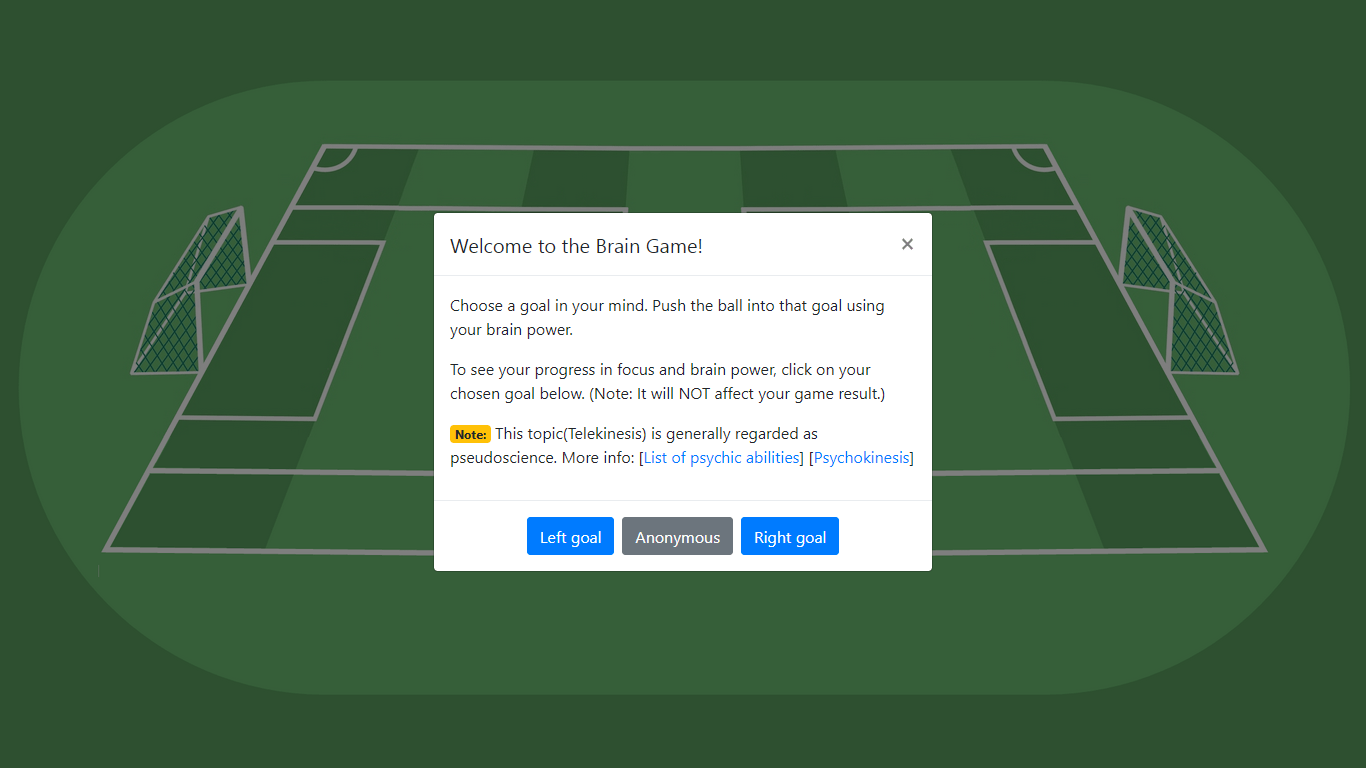 Welcome to the Brain Game!
×
Choose a goal in your mind. Push the ball into that goal using
your brain power.
To see your progress in focus and brain power, click on your
chosen goal below. (Note: It will NOT affect your game result.)
Note: This topic(Telekinesis) is generally regarded as
pseudoscience. More info: [List of psychic abilities] [Psychokinesis]
Left goal Anonymous Right goal